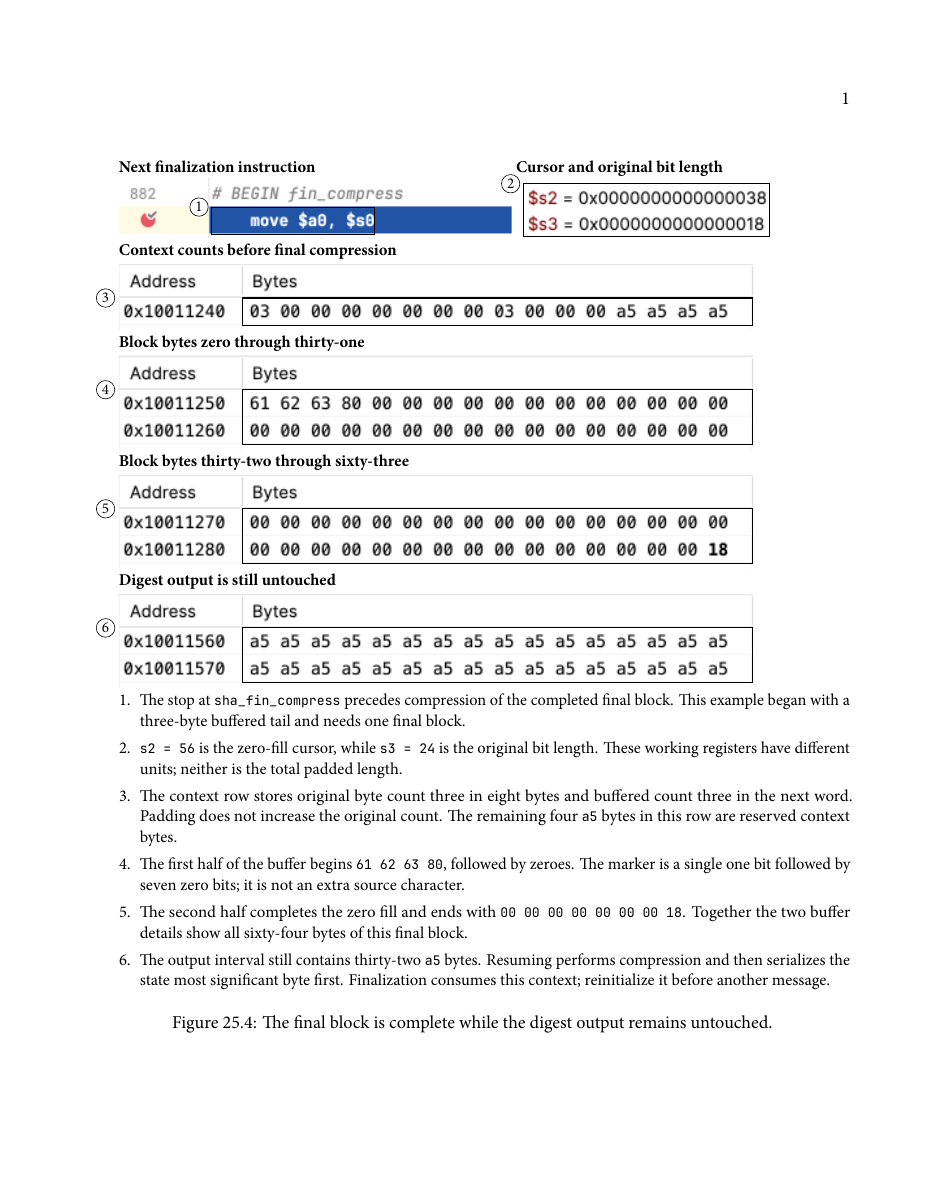 1
Next finalization instruction
Cursor and original bit length
882 # BEGIN fin_compress
1 move $a0, $s0
2
$s2 = 0x0000000000000038
$s3 = 0x0000000000000018
Context counts before final compression
Address Bytes
3
0x10011240 03 00 00 00 00 00 00 00 03 00 00 00 a5 a5 a5 a5
Block bytes zero through thirty-one
Address Bytes
4
0x10011250 61 62 63 80 00 00 00 00 00 00 00 00 00 00 00 00
0x10011260 00 00 00 00 00 00 00 00 00 00 00 00 00 00 00 00
Block bytes thirty-two through sixty-three
Address Bytes
5
0x10011270 00 00 00 00 00 00 00 00 00 00 00 00 00 00 00 00
0x10011280 00 00 00 00 00 00 00 00 00 00 00 00 00 00 00 18
Digest output is still untouched
Address Bytes
6
0x10011560 a5 a5 a5 a5 a5 a5 a5 a5 a5 a5 a5 a5 a5 a5 a5 a5
0x10011570 a5 a5 a5 a5 a5 a5 a5 a5 a5 a5 a5 a5 a5 a5 a5 a5
1. The stop at sha_fin_compress precedes compression of the completed final block. This example began with a
three-byte buffered tail and needs one final block.
2. s2 = 56 is the zero-fill cursor, while s3 = 24 is the original bit length. These working registers have different
units; neither is the total padded length.
3. The context row stores original byte count three in eight bytes and buffered count three in the next word.
Padding does not increase the original count. The remaining four a5 bytes in this row are reserved context
bytes.
4. The first half of the buffer begins 61 62 63 80, followed by zeroes. The marker is a single one bit followed by
seven zero bits; it is not an extra source character.
5. The second half completes the zero fill and ends with 00 00 00 00 00 00 00 18. Together the two buffer
details show all sixty-four bytes of this final block.
6. The output interval still contains thirty-two a5 bytes. Resuming performs compression and then serializes the
state most significant byte first. Finalization consumes this context; reinitialize it before another message.
Figure 25.4: The final block is complete while the digest output remains untouched.